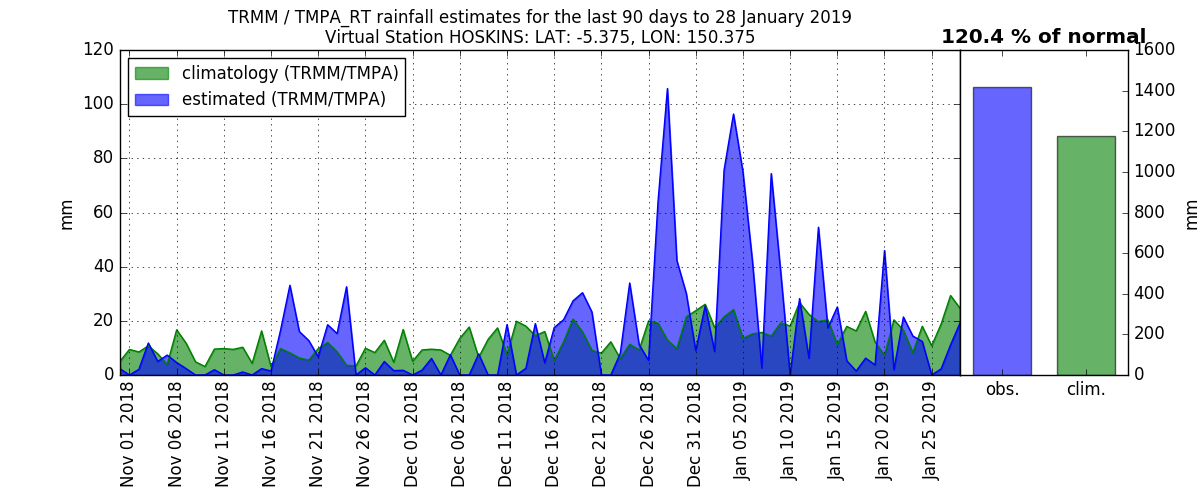 TRMM / TMPA_RT rainfall estimates for the last 90 days to 28 January 2019
Virtual Station HOSKINS: LAT: -5.375, LON: 150.375
120.4 % of normal
climatology (TRMM/TMPA)
estimated (TRMM/TMPA)
mm
120
100
80
60
40
20
0
Nov 01 2018
Nov 06 2018
Nov 11 2018
Nov 16 2018
Nov 21 2018
Nov 26 2018
Dec 01 2018
Dec 06 2018
Dec 11 2018
Dec 16 2018
Dec 21 2018
Dec 26 2018
Dec 31 2018
Jan 05 2019
Jan 10 2019
Jan 15 2019
Jan 20 2019
Jan 25 2019
obs.
clim.
1600
1400
1200
1000
800
600
400
200
0
mm